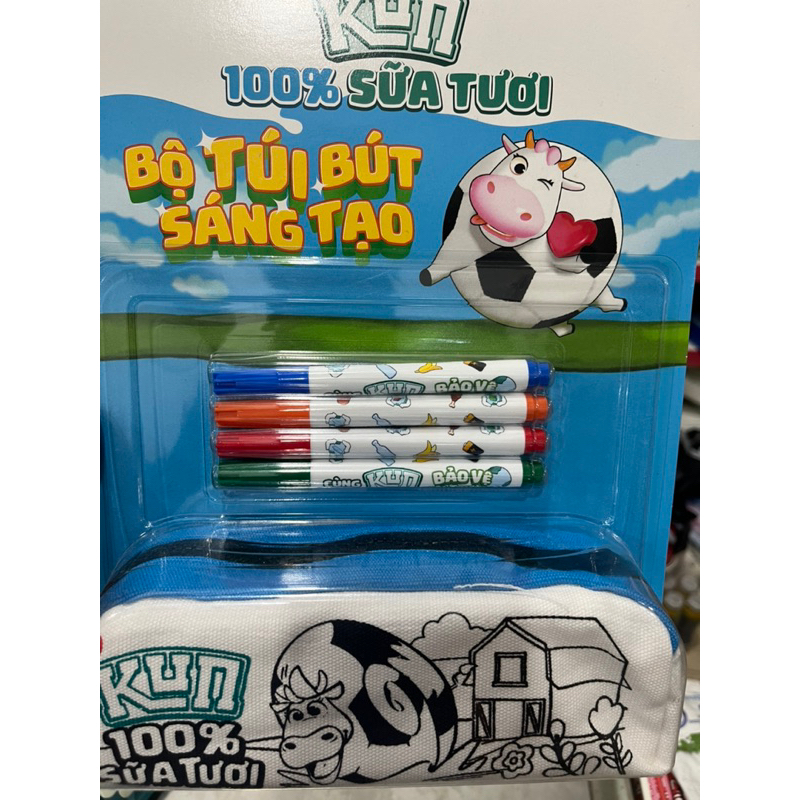 KUN
100% SỮA TƯƠI
BỘ TÚI BÚT
SÁNG TẠO
KUN BẢO VỆ
CÙNG KUN BẢO VỆ
KUN
100%
SỮA TƯƠI